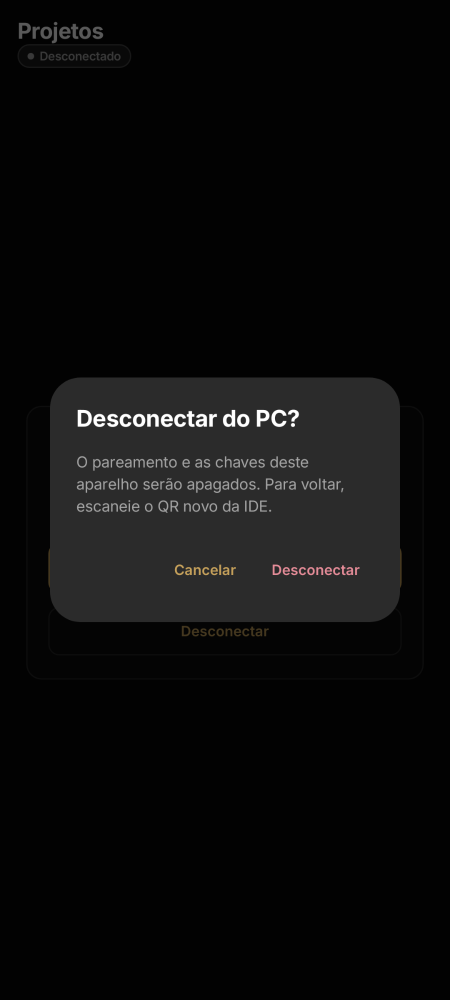 Projetos
Desconectado
Desconectar do PC?
O pareamento e as chaves deste
aparelho serão apagados. Para voltar,
escaneie o QR novo da IDE.
Cancelar
Desconectar
Desconectar